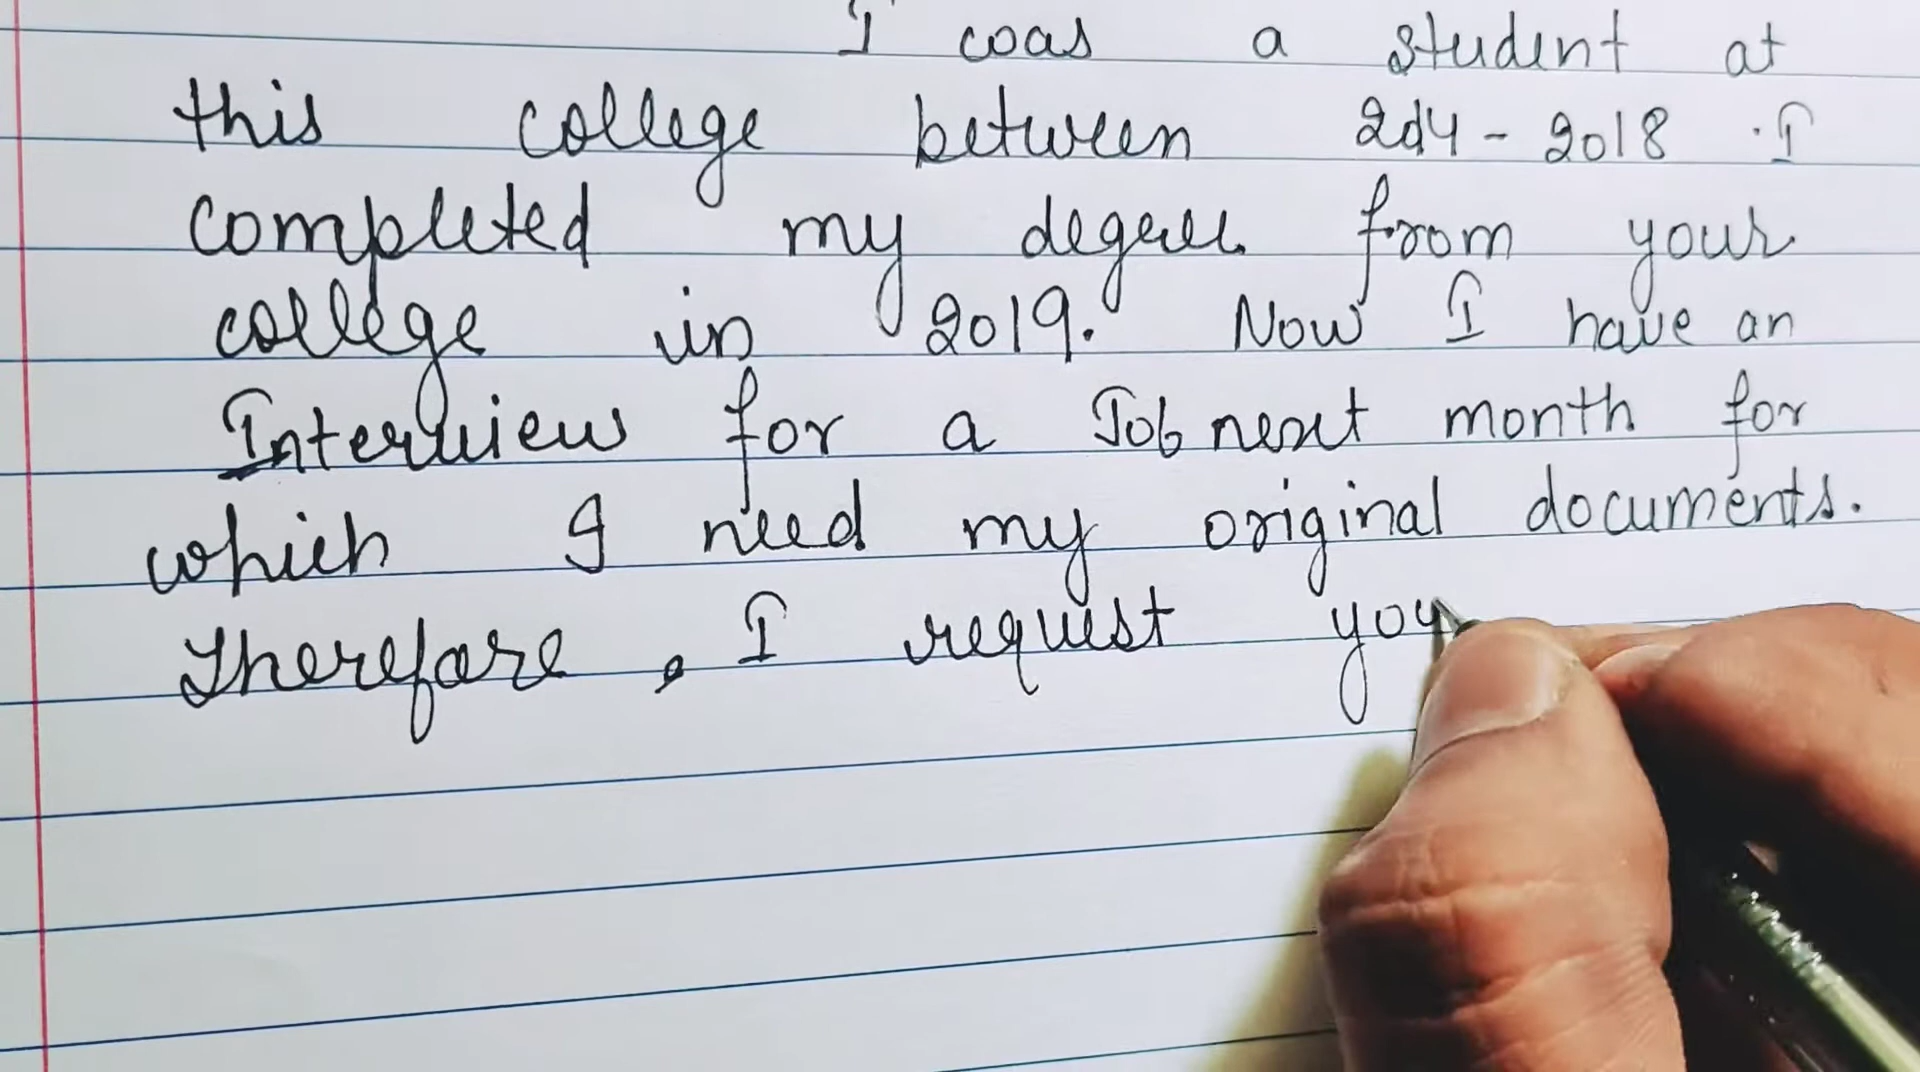 I was a student at
this college between 2014 - 2018 . I
completed my degree from your
college in 2019. Now I have an
Interview for a Job next month for
which I need my original documents.
Therefore, I request you